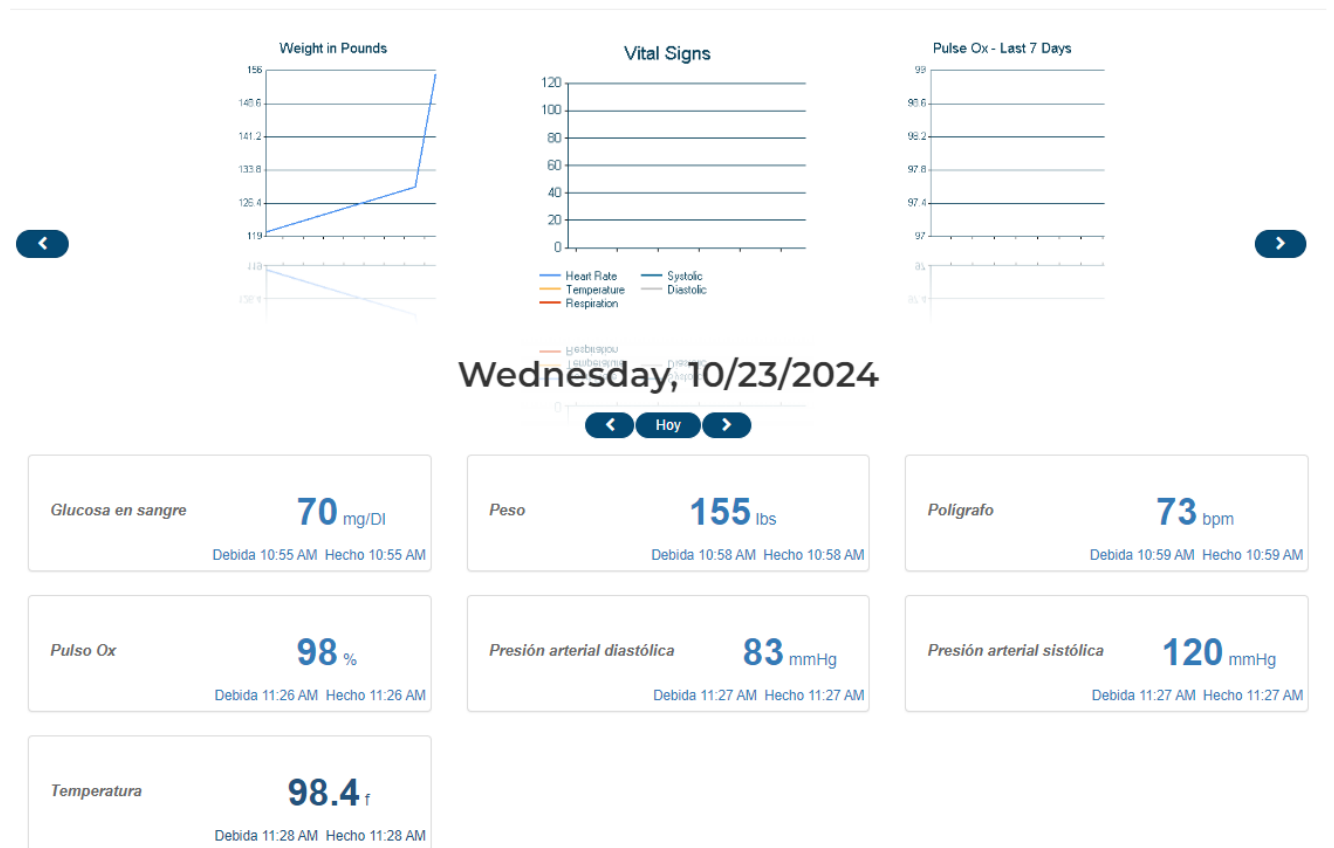 Weight in Pounds
156
148.6
141.2
133.8
126.4
119
Vital Signs
120
100
80
60
40
20
0
Heart Rate
Systolic
Temperature
Diastolic
Respiration
Pulse Ox - Last 7 Days
99
98.6
98.2
97.8
97.4
97
Wednesday, 10/23/2024
Hoy
Glucosa en sangre
70 mg/Dl
Debida 10:55 AM Hecho 10:55 AM
Peso
155 lbs
Debida 10:58 AM Hecho 10:58 AM
Polígrafo
73 bpm
Debida 10:59 AM Hecho 10:59 AM
Pulso Ox
98 %
Debida 11:26 AM Hecho 11:26 AM
Presión arterial diastólica
83 mmHg
Debida 11:27 AM Hecho 11:27 AM
Presión arterial sistólica
120 mmHg
Debida 11:27 AM Hecho 11:27 AM
Temperatura
98.4 f
Debida 11:28 AM Hecho 11:28 AM